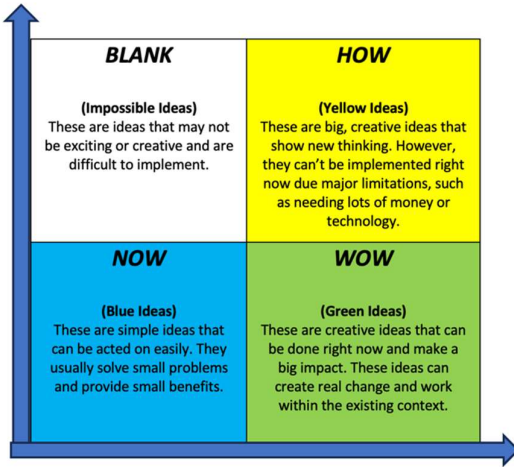 BLANK
(Impossible Ideas)
These are ideas that may not
be exciting or creative and are
difficult to implement.
HOW
(Yellow Ideas)
These are big, creative ideas that
show new thinking. However,
they can’t be implemented right
now due major limitations, such
as needing lots of money or
technology.
NOW
(Blue Ideas)
These are simple ideas that
can be acted on easily. They
usually solve small problems
and provide small benefits.
WOW
(Green Ideas)
These are creative ideas that can
be done right now and make a
big impact. These ideas can
create real change and work
within the existing context.